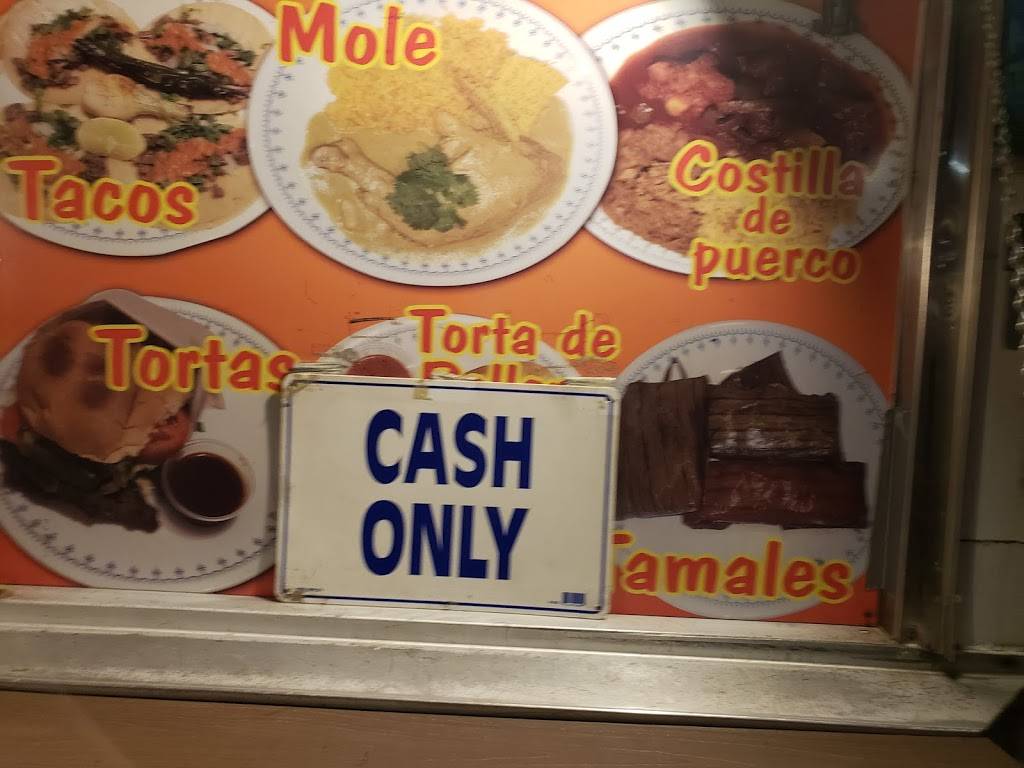 Mole
Tacos
Costilla
de
puerco
Tortas
Torta de
CASH
ONLY
Tamales